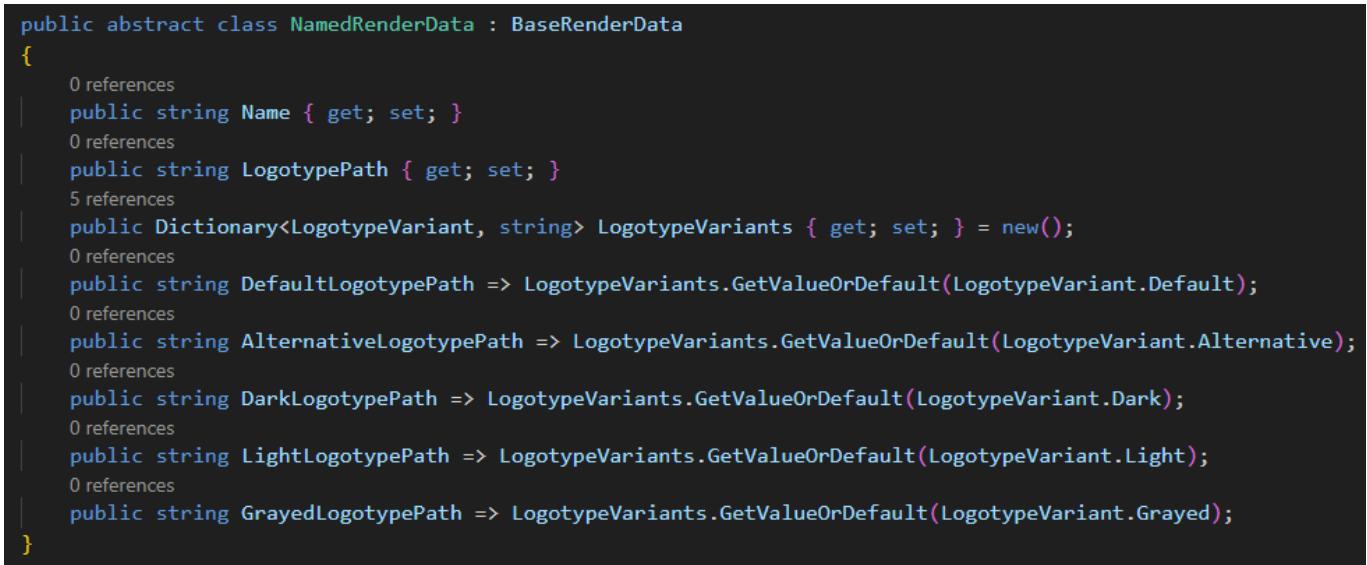 public abstract class NamedRenderData : BaseRenderData
{
0 references
public string Name { get; set; }
0 references
public string LogotypePath { get; set; }
5 references
public Dictionary<LogotypeVariant, string> LogotypeVariants { get; set; } = new();
0 references
public string DefaultLogotypePath => LogotypeVariants.GetValueOrDefault(LogotypeVariant.Default);
0 references
public string AlternativeLogotypePath => LogotypeVariants.GetValueOrDefault(LogotypeVariant.Alternative);
0 references
public string DarkLogotypePath => LogotypeVariants.GetValueOrDefault(LogotypeVariant.Dark);
0 references
public string LightLogotypePath => LogotypeVariants.GetValueOrDefault(LogotypeVariant.Light);
0 references
public string GrayedLogotypePath => LogotypeVariants.GetValueOrDefault(LogotypeVariant.Grayed);
}